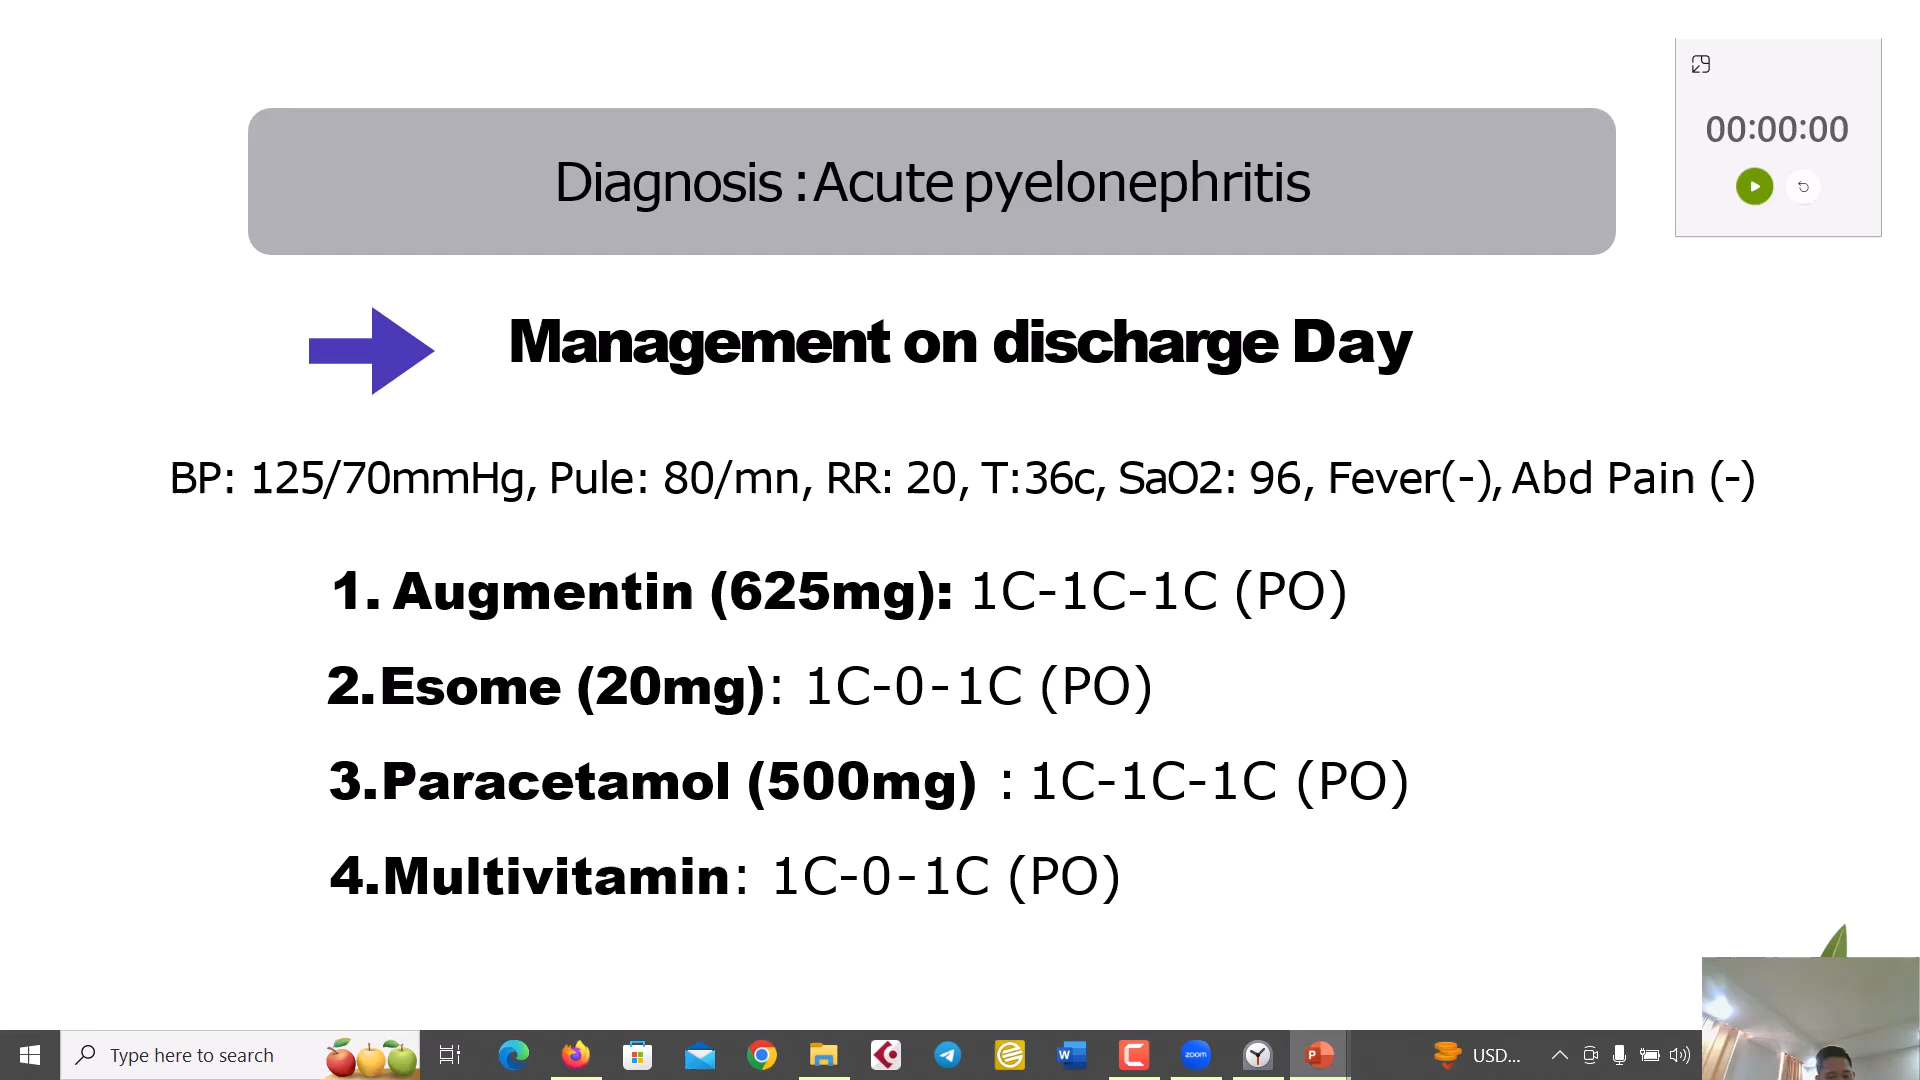 00:00:00
Diagnosis : Acute pyelonephritis
Management on discharge Day
BP: 125/70mmHg, Pule: 80/mn, RR: 20, T:36c, SaO2: 96, Fever(-), Abd Pain (-)
1. Augmentin (625mg): 1C-1C-1C (PO)
2.Esome (20mg): 1C-0-1C (PO)
3.Paracetamol (500mg) : 1C-1C-1C (PO)
4.Multivitamin: 1C-0-1C (PO)
Type here to search
zoom
USD...